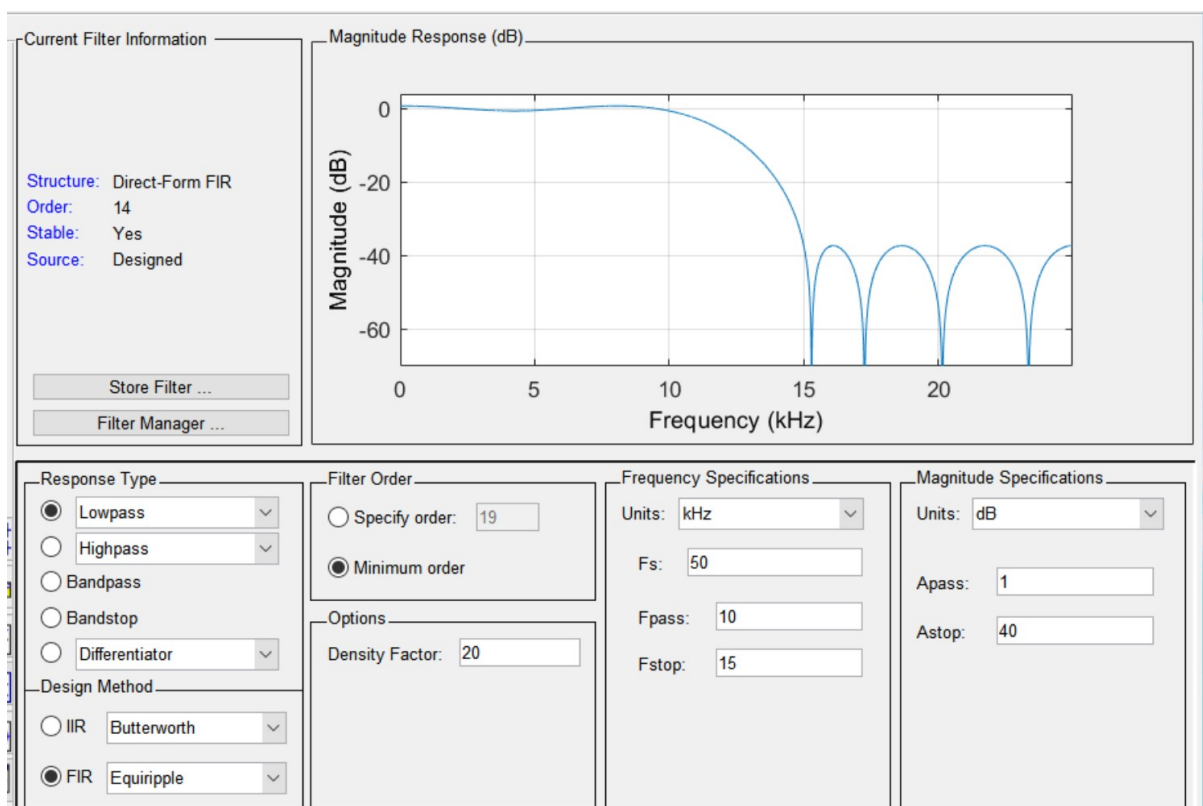 Current Filter Information
Structure: Direct-Form FIR
Order: 14
Stable: Yes
Source: Designed
Store Filter ...
Filter Manager ...
Magnitude Response (dB)
0
-20
-40
-60
Magnitude (dB)
0 5 10 15 20
Frequency (kHz)
Response Type
Lowpass
Highpass
Bandpass
Bandstop
Differentiator
Design Method
IIR Butterworth
FIR Equiripple
Filter Order
Specify order: 19
Minimum order
Options
Density Factor: 20
Frequency Specifications
Units: kHz
Fs: 50
Fpass: 10
Fstop: 15
Magnitude Specifications
Units: dB
Apass: 1
Astop: 40